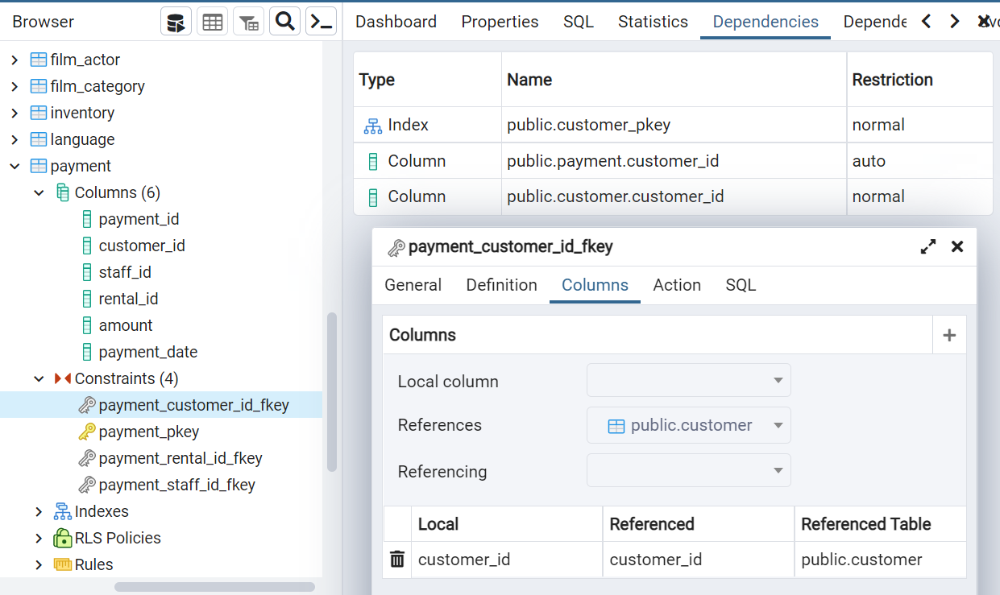 Browser
Dashboard Properties SQL Statistics Dependencies Depende
film_actor
film_category
inventory
language
payment
Columns (6)
payment_id
customer_id
staff_id
rental_id
amount
payment_date
Constraints (4)
payment_customer_id_fkey
payment_pkey
payment_rental_id_fkey
payment_staff_id_fkey
Indexes
RLS Policies
Rules
Type Name Restriction
Index public.customer_pkey normal
Column public.payment.customer_id auto
Column public.customer.customer_id normal
payment_customer_id_fkey
General Definition Columns Action SQL
Columns
Local column
References public.customer
Referencing
Local Referenced Referenced Table
customer_id customer_id public.customer